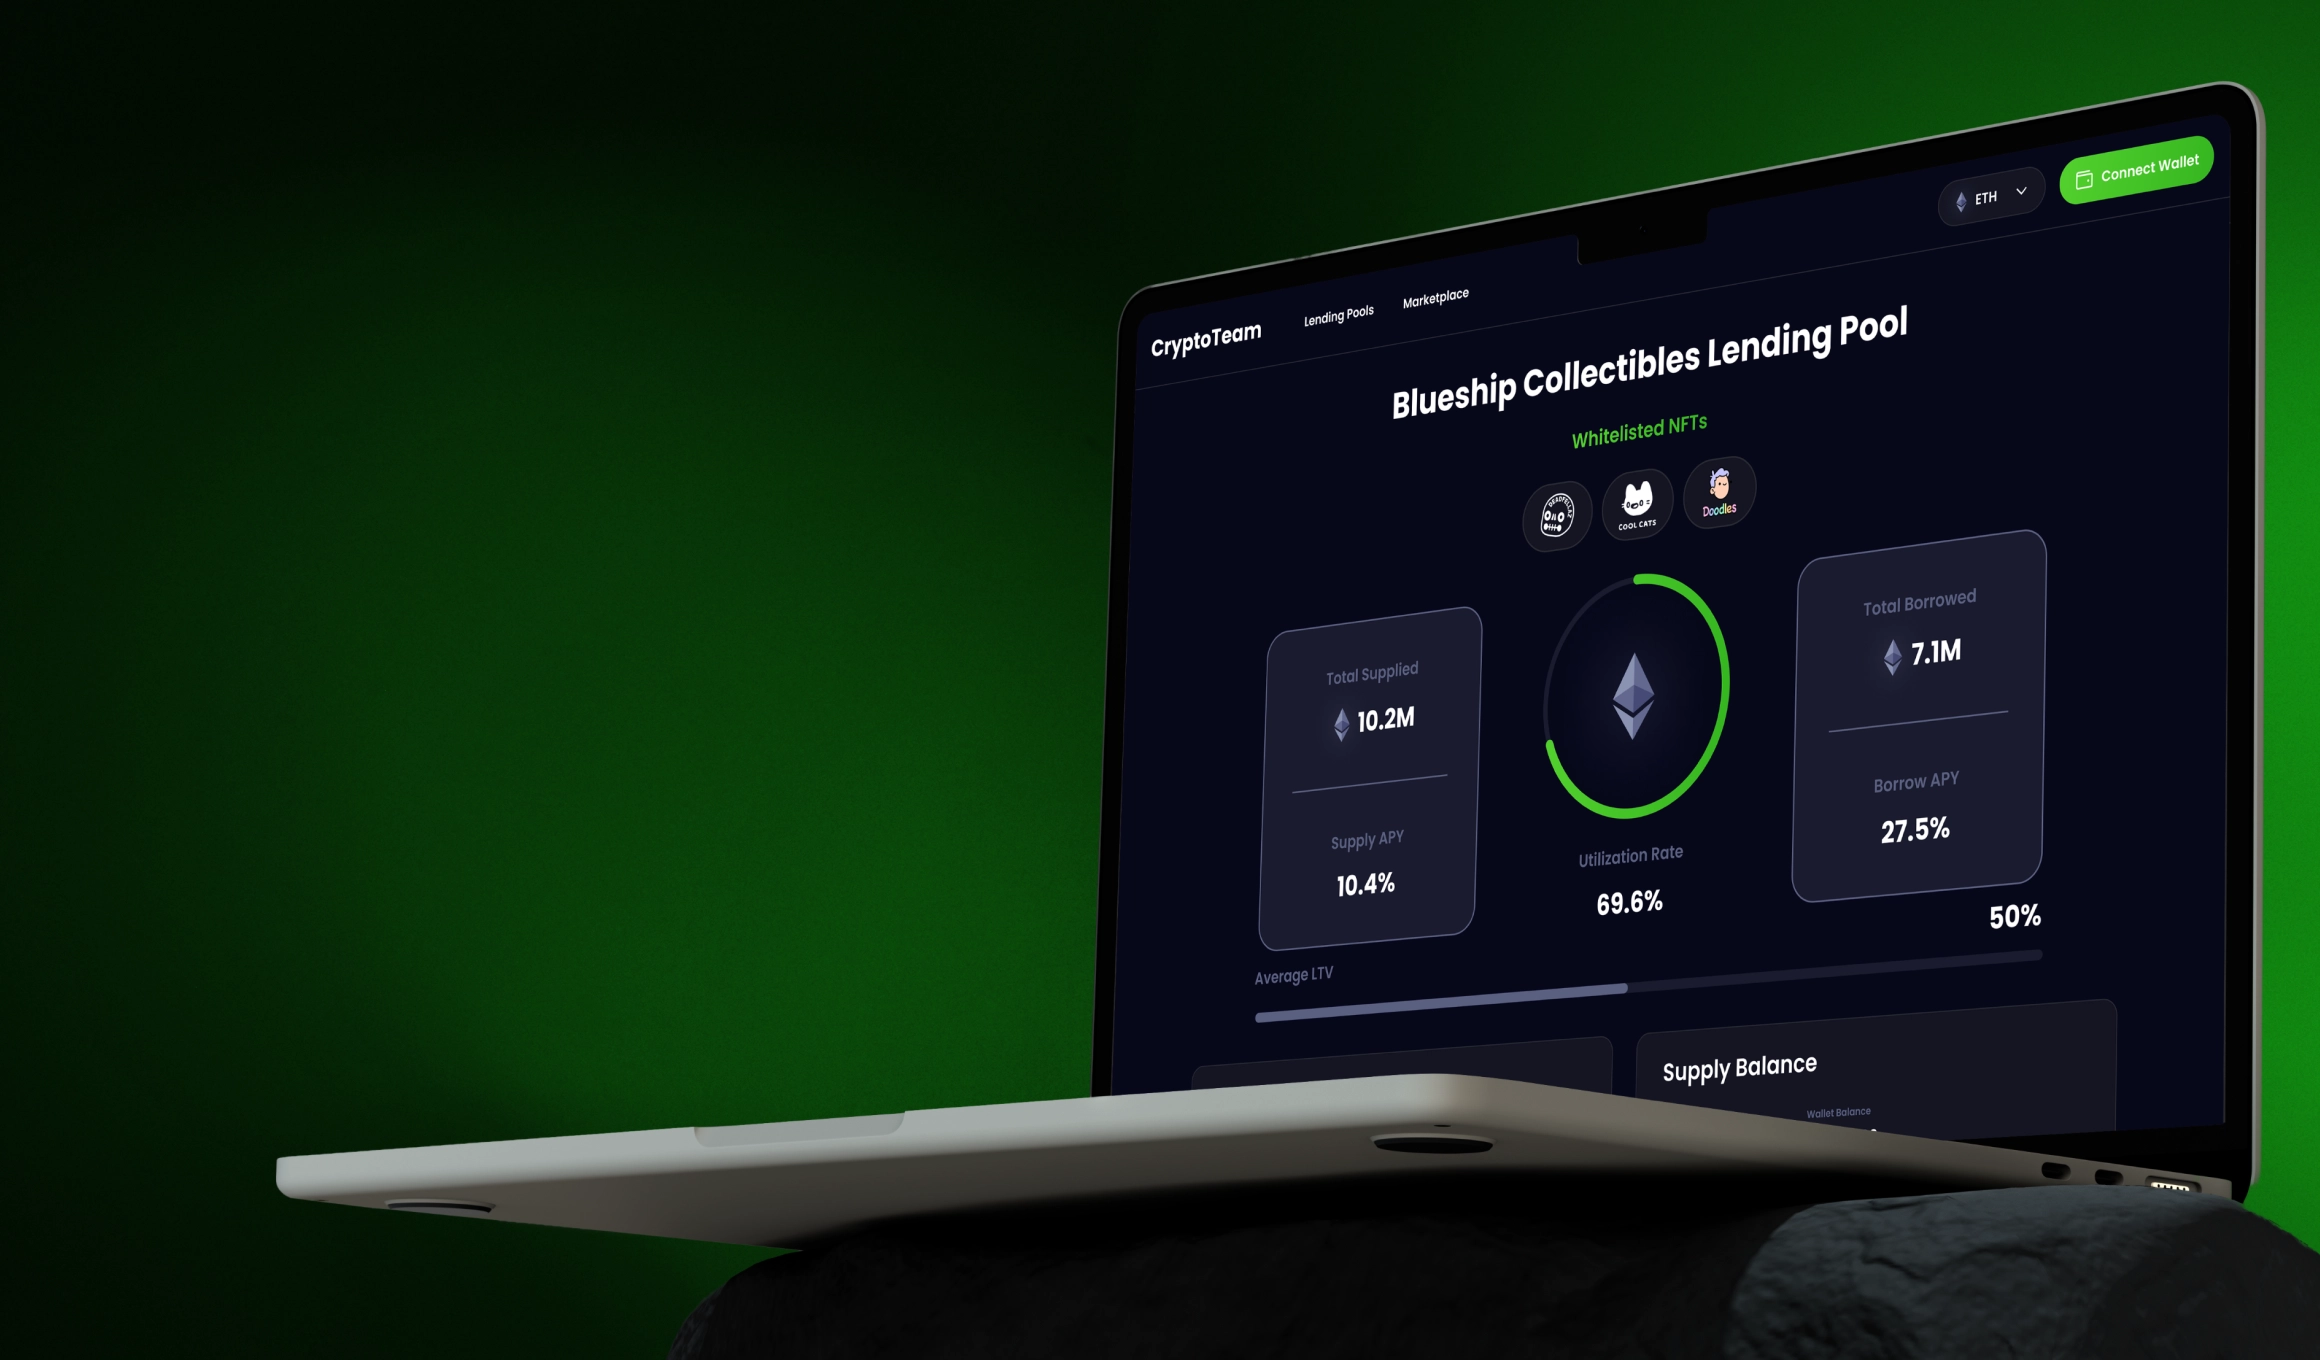 CryptoTeam
Lending Pools
Marketplace
ETH
Connect Wallet
Blueship Collectibles Lending Pool
Whitelisted NFTs
DEADFELLAZ
COOL CATS
Doodles
Total Supplied
10.2M
Supply APY
10.4%
Utilization Rate
69.6%
Total Borrowed
7.1M
Borrow APY
27.5%
Average LTV
50%
Supply Balance
Wallet Balance